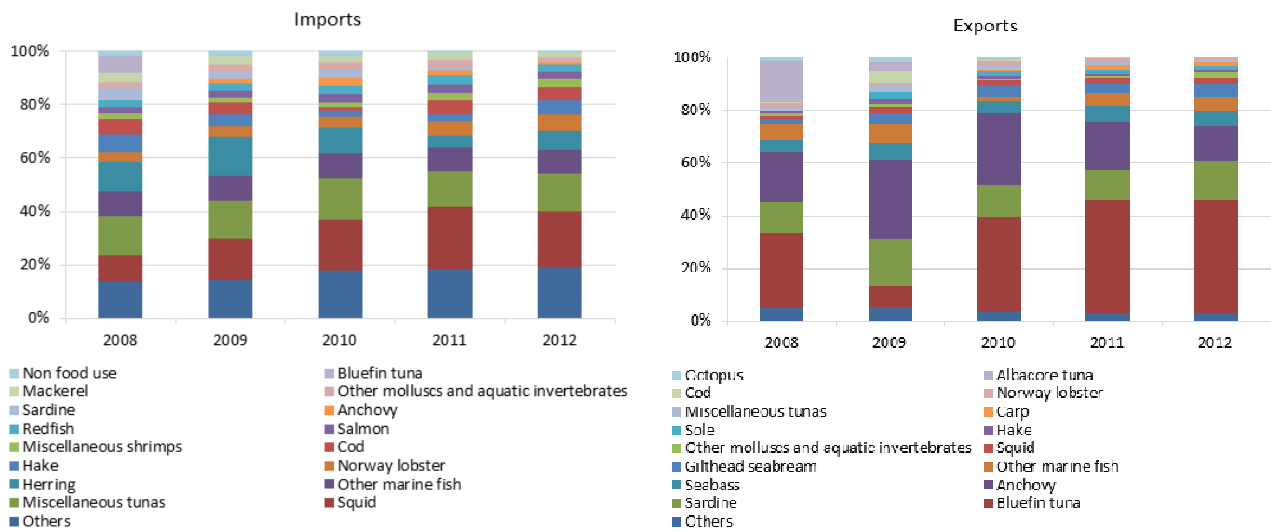 Imports
100%
80%
60%
40%
20%
0%
2008 2009 2010 2011 2012
Non food use Bluefin tuna
Mackerel Other molluscs and aquatic invertebrates
Sardine Anchovy
Redfish Salmon
Miscellaneous shrimps Cod
Hake Norway lobster
Herring Other marine fish
Miscellaneous tunas Squid
Others
Exports
100%
80%
60%
40%
20%
0%
2008 2009 2010 2011 2012
Octopus Albacore tuna
Cod Norway lobster
Miscellaneous tunas Carp
Sole Hake
Other molluscs and aquatic invertebrates Squid
Gilthead seabream Other marine fish
Seabass Anchovy
Sardine Bluefin tuna
Others